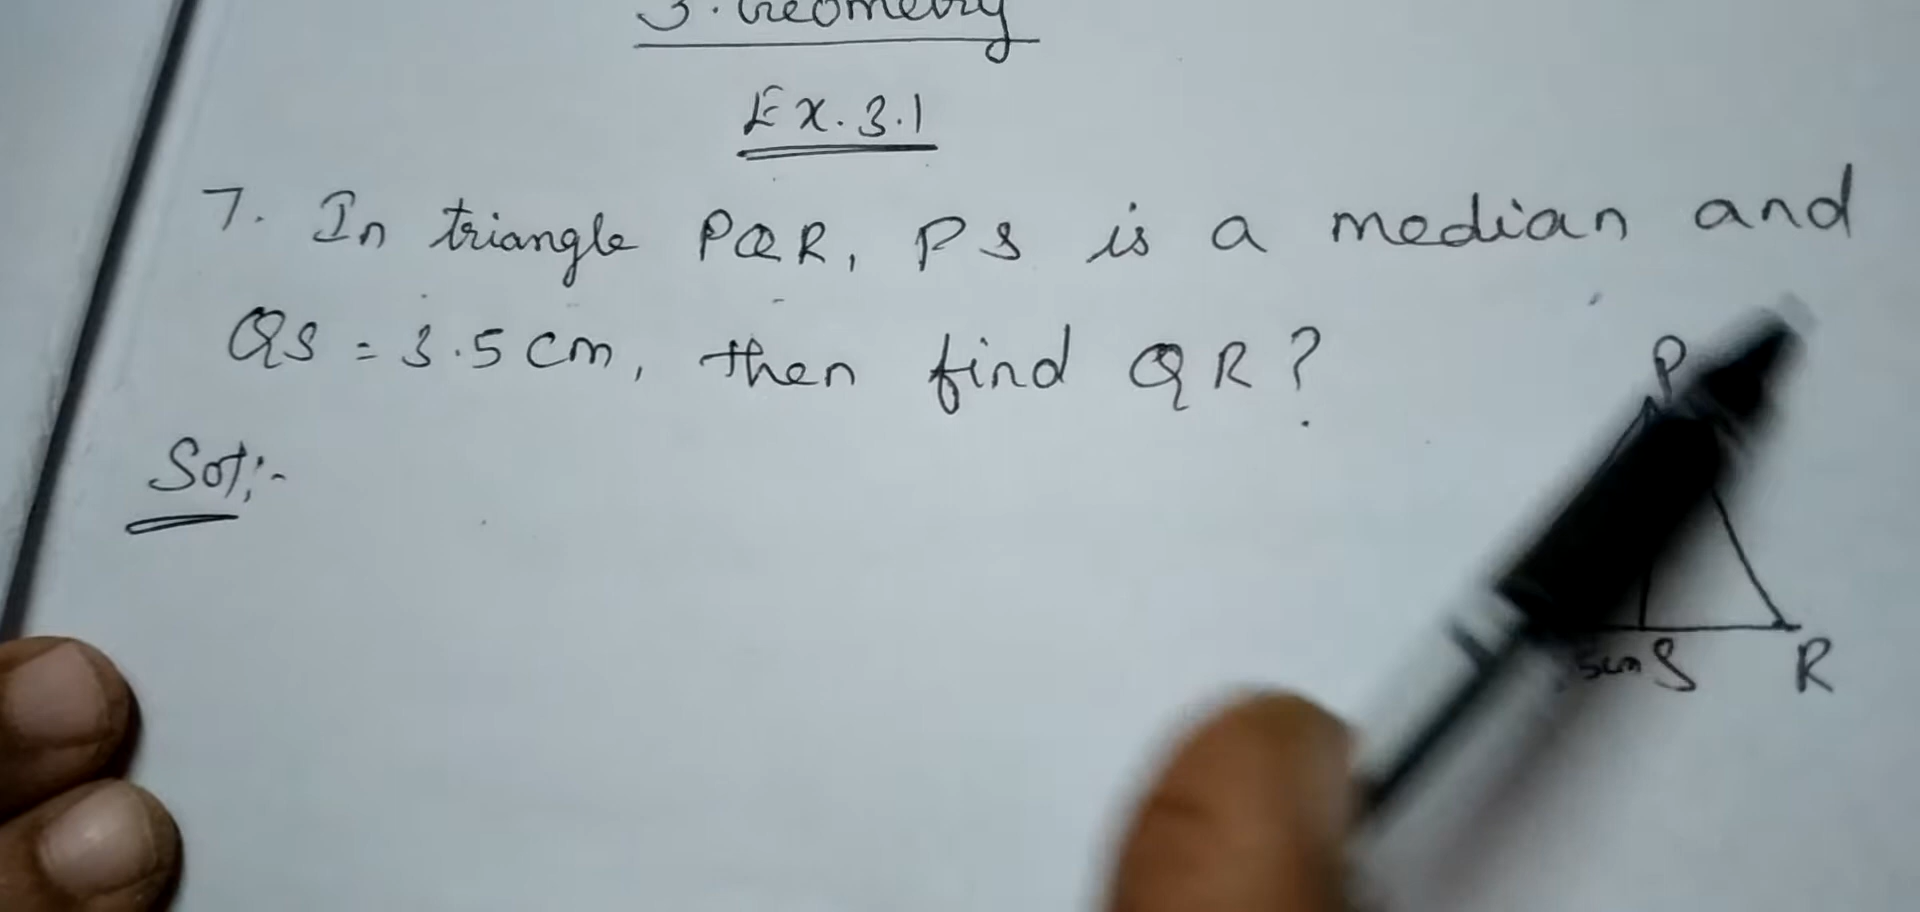 3. Geometry
Ex. 3.1
7. In triangle PQR, PS is a median and
QS = 3.5 cm, then find QR?
Sol:-
P
5cm S R